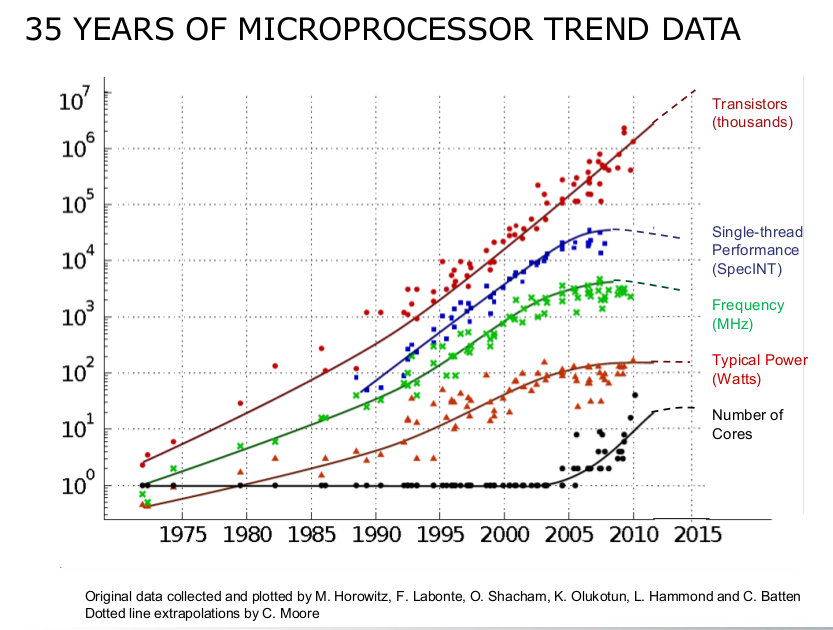 35 YEARS OF MICROPROCESSOR TREND DATA
10^7
10^6
10^5
10^4
10^3
10^2
10^1
10^0
Transistors
(thousands)
Single-thread
Performance
(SpecINT)
Frequency
(MHz)
Typical Power
(Watts)
Number of
Cores
1975 1980 1985 1990 1995 2000 2005 2010 2015
Original data collected and plotted by M. Horowitz, F. Labonte, O. Shacham, K. Olukotun, L. Hammond and C. Batten
Dotted line extrapolations by C. Moore